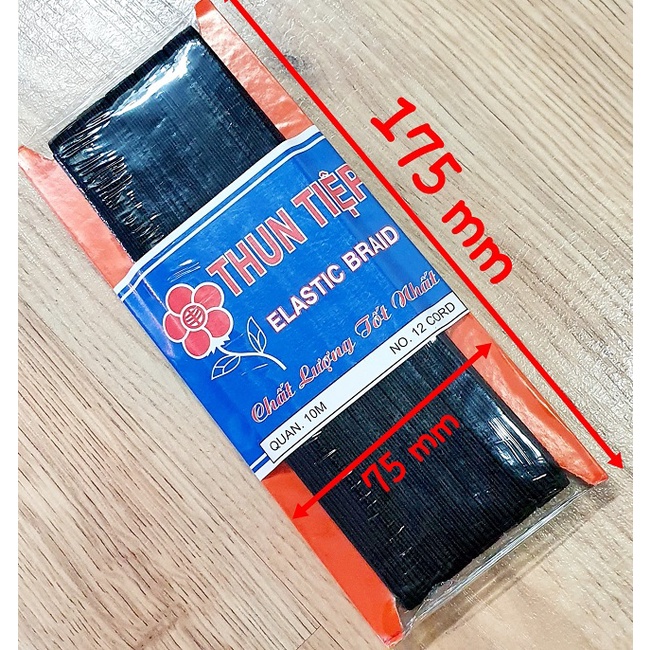 THUN TIỆP
ELASTIC BRAID
Chất Lượng Tốt Nhất
QUAN. 10M
NO. 12 CORD
175 mm
75 mm